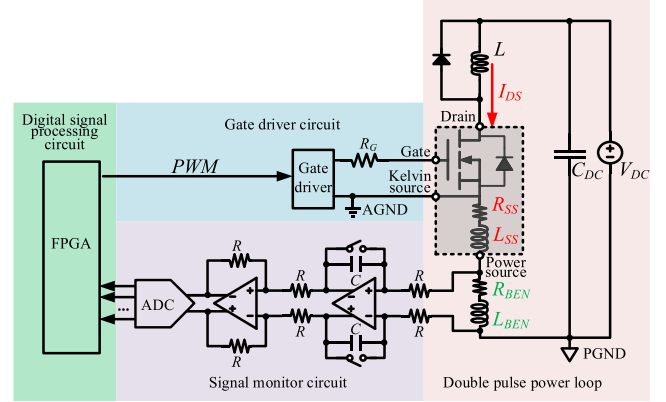 L
I_DS
Drain
Digital signal
processing
circuit
Gate driver circuit
R_G
Gate
PWM
Gate
driver
Kelvin
source
AGND
C_DC
V_DC
R_SS
L_SS
FPGA
Power
source
R
C
R
R
R
R_BEN
ADC
...
L_BEN
R
C
R
R
R
PGND
Signal monitor circuit
Double pulse power loop